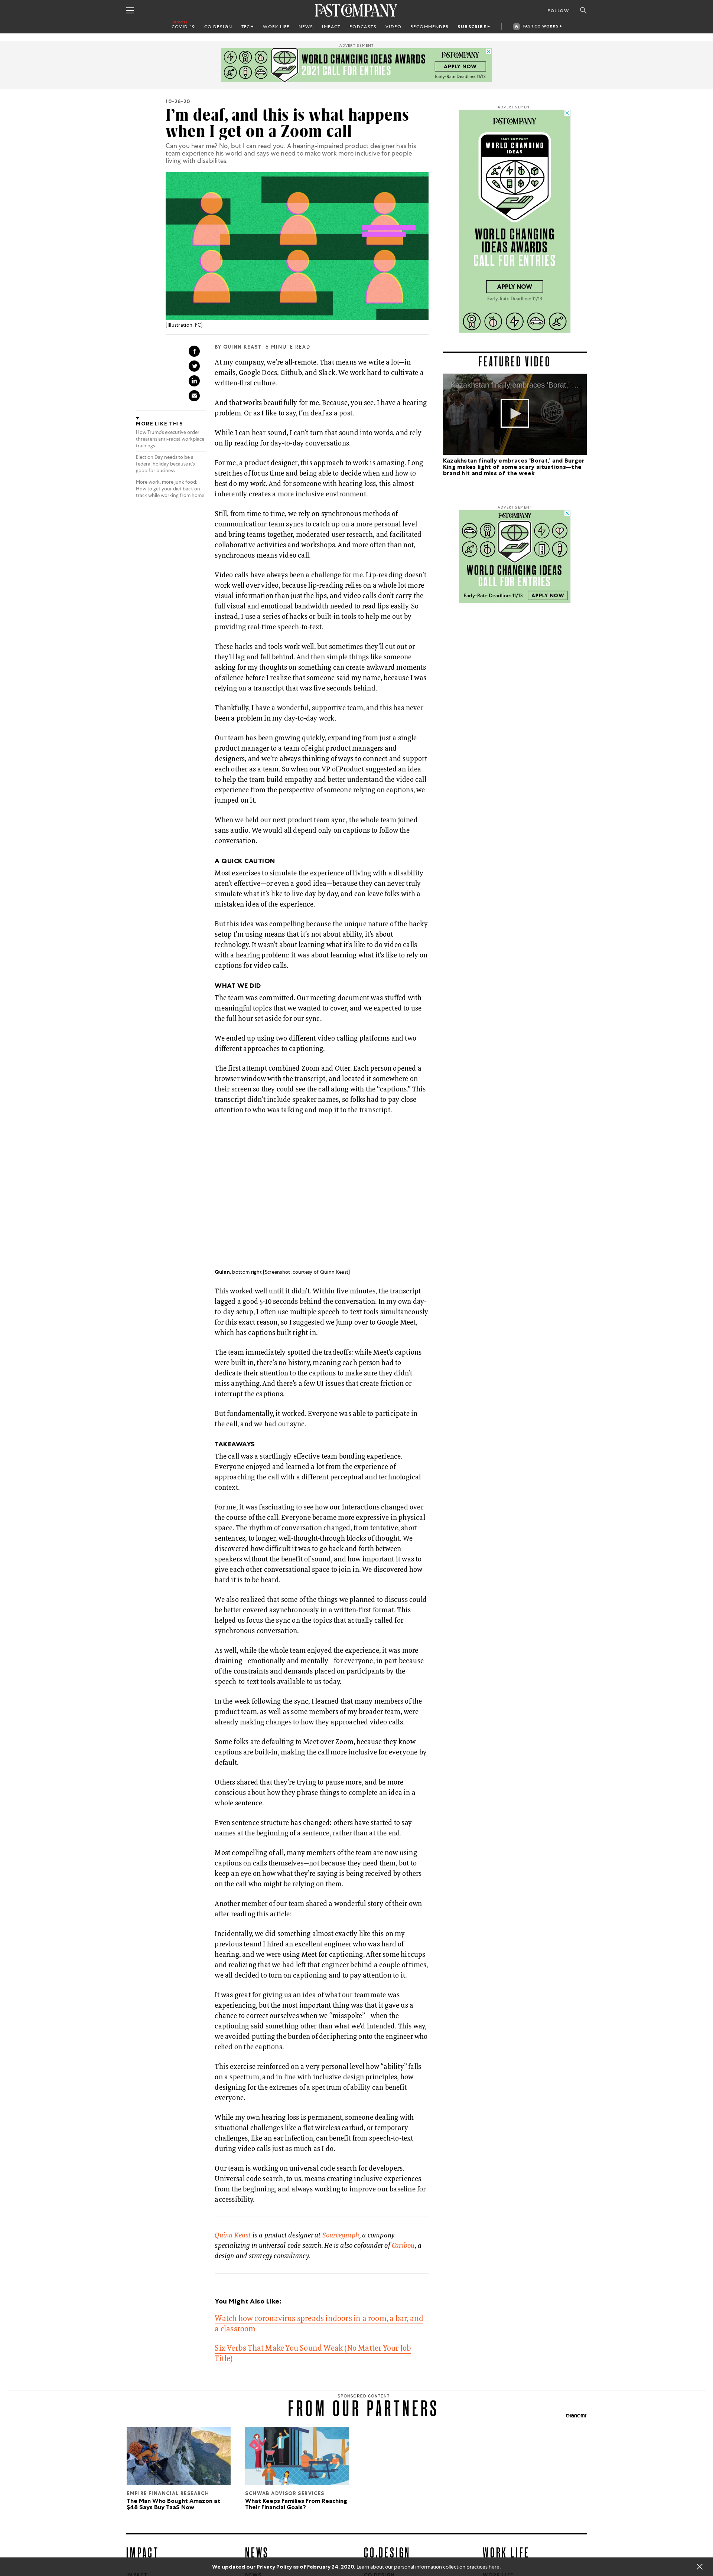 FAST COMPANY
FOLLOW
COVID-19
CO.DESIGN
TECH
WORK LIFE
NEWS
IMPACT
PODCASTS
VIDEO
RECOMMENDER
SUBSCRIBE
FASTCO WORKS
ADVERTISEMENT
WORLD CHANGING IDEAS AWARDS
2021 CALL FOR ENTRIES
FAST COMPANY
APPLY NOW
Early-Rate Deadline: 11/13
10-26-20
I’m deaf, and this is what happens
when I get on a Zoom call
Can you hear me? No, but I can read you. A hearing-impaired product designer has his
team experience his world and says we need to make work more inclusive for people
living with disabilites.
[Illustration: FC]
BY QUINN KEAST 6 MINUTE READ
MORE LIKE THIS
How Trumps executive order
threatens anti-racist workplace
trainings
Election Day needs to be a
federal holiday because it’s
good for business
More work, more junk food:
How to get your diet back on
track while working from home
At my company, we’re all-remote. That means we write a lot—in
emails, Google Docs, Github, and Slack. We work hard to cultivate a
written-first culture.
And that works beautifully for me. Because, you see, I have a hearing
problem. Or as I like to say, I’m deaf as a post.
While I can hear sound, I can’t turn that sound into words, and rely
on lip reading for day-to-day conversations.
For me, a product designer, this approach to work is amazing. Long
stretches of focus time to do my work. Being able to decide when and how to
best do my work. And for someone with hearing loss, this almost
inherently creates a more inclusive environment.
Still, from time to time, we rely on synchronous methods of
communication: team syncs to catch up on a more personal level
and bring teams together, moderated user research, and facilitated
collaborative activities and workshops. And more often than not,
synchronous means video call.
Video calls have always been a challenge for me. Lip-reading doesn’t
work well over video, because lip-reading relies on a whole lot more
visual information than just the lips, and video calls don’t carry the
full visual and emotional bandwidth needed to read lips easily. So
instead, I use a series of hacks or built-in tools to help me out by
providing real-time speech-to-text.
These hacks and tools work well, but sometimes they’ll cut out or
they’ll lag and fall behind. And then simple things like someone
asking for my thoughts on something can create awkward moments
of silence before I realize that someone said my name, because I was
relying on a transcript that was five seconds behind.
Thankfully, I have a wonderful, supportive team, and this has never
been a problem in my day-to-day work.
Our team has been growing quickly, expanding from just a single
product manager to a team of eight product managers and
designers, and we’re always thinking of ways to connect and support
each other as a team. So when our VP of Product suggested an idea
to help the team build empathy and better understand the video call
experience from the perspective of someone relying on captions, we
jumped on it.
When we held our next product team sync, the whole team joined
sans audio. We would all depend only on captions to follow the
conversation.
A QUICK CAUTION
Most exercises to simulate the experience of living with a disability
aren’t effective—or even a good idea—because they can never truly
simulate what it’s like to live day by day, and can leave folks with a
mistaken idea of the experience.
But this idea was compelling because of the unique nature of the hacky
setup I’m using means that it’s not about ability, it’s about
technology. It wasn’t about learning what it’s like to do video calls
with a hearing problem: it was about learning what it’s like to rely on
captions for video calls.
WHAT WE DID
The team was committed. Our meeting document was stuffed with
meaningful topics that we wanted to cover, and we expected to use
the full hour set aside for our sync.
We ended up using two different video calling platforms and two
different approaches to captioning.
The first attempt combined Zoom and Otter. Each person opened a
browser window with the transcript, and located it somewhere on
their screen so they could see the call along with the “captions.” This
transcript didn’t include speaker names, so folks had to pay close
attention to who was talking and map it to the transcript.
Quinn, bottom right [Screenshot: courtesy of Quinn Keast]
This worked well until it didn’t. Within five minutes, the transcript
lagged a good 5-10 seconds behind the conversation. In my own day-
to-day setup, I often use multiple speech-to-text tools simultaneously
for this exact reason, so I suggested we jump over to Google Meet,
which has captions built right in.
The team immediately spotted the tradeoffs: while Meet’s captions
were built in, there’s no history, meaning each person had to
dedicate their attention to the captions to make sure they didn’t
miss anything. And there’s a few UI issues that create friction or
interrupt the captions.
But fundamentally, it worked. Everyone was able to participate in
the call, and we had our sync.
TAKEAWAYS
The call was a startlingly effective team bonding experience.
Everyone enjoyed and learned a lot from the experience of
approaching the call with a different perceptual and technological
context.
For me, it was fascinating to see how our interactions changed over
the course of the call. Everyone became more expressive in physical
space. The rhythm of conversation changed, from tentative, short
sentences, to longer, well-thought-through blocks of thought. We
discovered how difficult it was to go back and forth between
speakers without the benefit of sound, and how important it was to
give each other conversational space to join in. We discovered how
hard it is to be heard.
We also realized that some of the things we planned to discuss could
be better covered asynchronously in a written-first format. This
helped us focus the sync on the topics that actually called for
synchronous conversation.
As well, while the whole team enjoyed the experience, it was more
draining—emotionally and mentally—for everyone, in part because
of the constraints and demands placed on participants by the
speech-to-text tools available to us today.
In the week following the sync, I learned that many members of the
product team, as well as some members of my broader team, were
already making changes to how they approached video calls.
Some folks are defaulting to Meet over Zoom, because they know
captions are built-in, making the call more inclusive for everyone by
default.
Others shared that they’re trying to pause more, and be more
conscious about how they phrase things to complete an idea in a
whole sentence.
Even sentence structure has changed: others have started to say
names at the beginning of a sentence, rather than at the end.
Most compelling of all, many members of the team are now using
captions on calls themselves—not because they need them, but to
keep an eye on how what they’re saying is being received by others
on the call who might be relying on them.
Another member of our team shared a wonderful story of their own
after reading this article:
Incidentally, we did something almost exactly like this on my
previous team! I hired an excellent engineer who was hard of
hearing, and we were using Meet for captioning. After some hiccups
and realizing that we had left that engineer behind a couple of times,
we all decided to turn on captioning and to pay attention to it.
It was great for giving us an idea of what our teammate was
experiencing, but the most important thing was that it gave us a
chance to correct ourselves when we “misspoke”—when the
captioning said something other than what we’d intended. This way,
we avoided putting the burden of deciphering onto the engineer who
relied on the captions.
This exercise reinforced on a very personal level how “ability” falls
on a spectrum, and in line with inclusive design principles, how
designing for the extremes of a spectrum of ability can benefit
everyone.
While my own hearing loss is permanent, someone dealing with
situational challenges like a flat wireless earbud, or temporary
challenges, like an ear infection, can benefit from speech-to-text
during video calls just as much as I do.
Our team is working on universal code search for developers.
Universal code search, to us, means creating inclusive experiences
from the beginning, and always working to improve our baseline for
accessibility.
Quinn Keast is a product designer at Sourcegraph, a company
specializing in universal code search. He is also cofounder of Caribou, a
design and strategy consultancy.
You Might Also Like:
Watch how coronavirus spreads indoors in a room, a bar, and
a classroom
Six Verbs That Make You Sound Weak (No Matter Your Job
Title)
ADVERTISEMENT
FAST COMPANY
FAST COMPANY
WORLD CHANGING
IDEAS
WORLD CHANGING
IDEAS AWARDS
CALL FOR ENTRIES
APPLY NOW
Early-Rate Deadline: 11/13
FEATURED VIDEO
Kazakhstan finally embraces ‘Borat,’ …
Kazakhstan finally embraces ‘Borat,’ and Burger
King makes light of some scary situations—the
brand hit and miss of the week
ADVERTISEMENT
FAST COMPANY
WORLD CHANGING IDEAS
CALL FOR ENTRIES
Early-Rate Deadline: 11/13
APPLY NOW
SPONSORED CONTENT
FROM OUR PARTNERS
dianomi
EMPIRE FINANCIAL RESEARCH
The Man Who Bought Amazon at
$48 Says Buy TaaS Now
SCHWAB ADVISOR SERVICES
What Keeps Families From Reaching
Their Financial Goals?
IMPACT
NEWS
CO.DESIGN
WORK LIFE
We updated our Privacy Policy as of February 24, 2020. Learn about our personal information collection practices here.